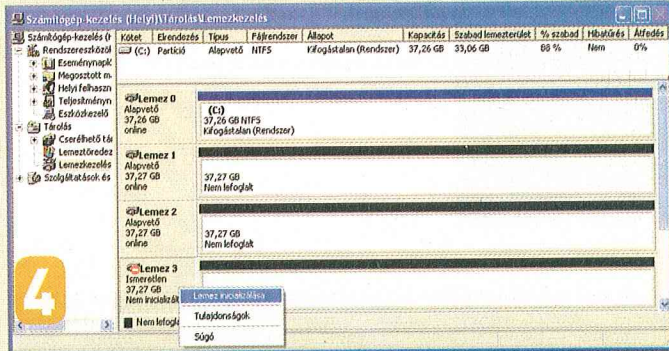 Számítógép-kezelés (Helyi)\Tárolás\Lemezkezelés
Számítógép-kezelés (H
Rendszereszközöl
Eseménynapló
Megosztott m
Helyi felhaszn
Teljesítményn
Eszközkezelő
Tárolás
Cserélhető tár
Lemeztöredez
Lemezkezelés
Szolgáltatások és
Kötet Elrendezés Típus Fájlrendszer Állapot Kapacitás Szabad lemezterület % szabad Hibatűrés Átfedés
(C:) Partíció Alapvető NTFS Kifogástalan (Rendszer) 37,26 GB 33,06 GB 88 % Nem 0%
Lemez 0
Alapvető
37,26 GB
online
(C:)
37,26 GB NTFS
Kifogástalan (Rendszer)
Lemez 1
Alapvető
37,27 GB
online
37,27 GB
Nem lefoglalt
Lemez 2
Alapvető
37,27 GB
online
37,27 GB
Nem lefoglalt
Lemez 3
Ismeretlen
37,27 GB
Nem inicializált
Lemez inicializálása
Tulajdonságok
Súgó
Nem lefogla
4